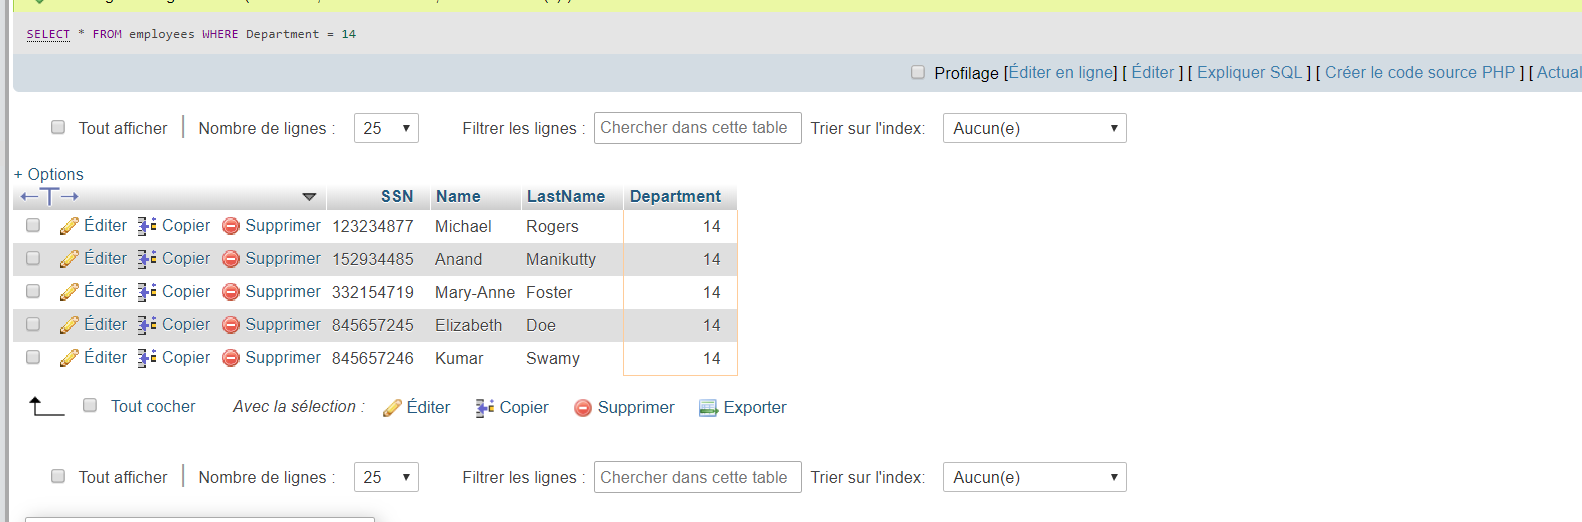 SELECT * FROM employees WHERE Department = 14
Profilage [Éditer en ligne] [ Éditer ] [ Expliquer SQL ] [ Créer le code source PHP ] [ Actual
Tout afficher Nombre de lignes : 25 Filtrer les lignes : Chercher dans cette table Trier sur l'index: Aucun(e)
+ Options
SSN Name LastName Department
Éditer Copier Supprimer 123234877 Michael Rogers 14
Éditer Copier Supprimer 152934485 Anand Manikutty 14
Éditer Copier Supprimer 332154719 Mary-Anne Foster 14
Éditer Copier Supprimer 845657245 Elizabeth Doe 14
Éditer Copier Supprimer 845657246 Kumar Swamy 14
Tout cocher Avec la sélection : Éditer Copier Supprimer Exporter
Tout afficher Nombre de lignes : 25 Filtrer les lignes : Chercher dans cette table Trier sur l'index: Aucun(e)